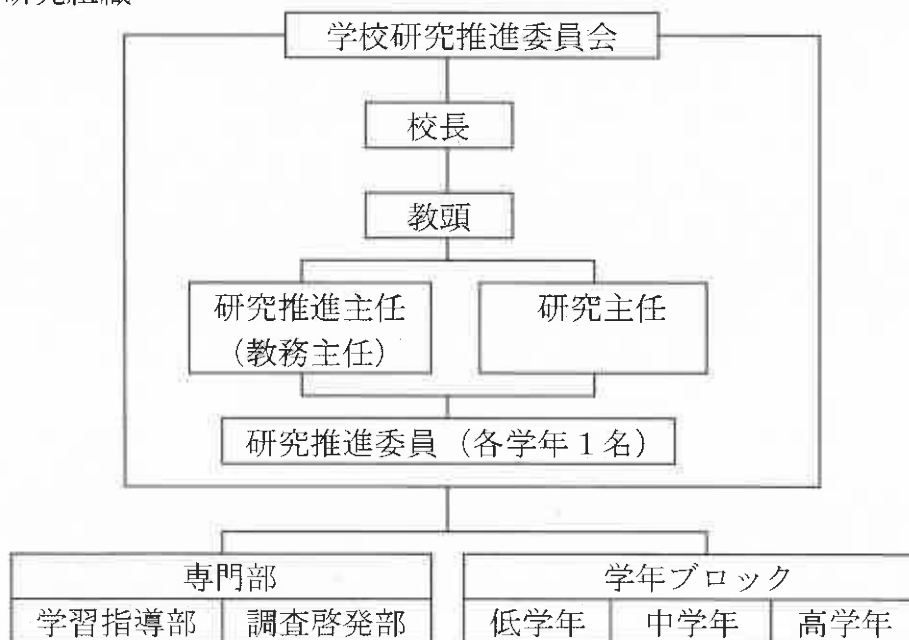 研究組織
学校研究推進委員会
校長
教頭
研究推進主任
（教務主任）
研究主任
研究推進委員（各学年１名）
専門部
学習指導部
調査啓発部
学年ブロック
低学年
中学年
高学年